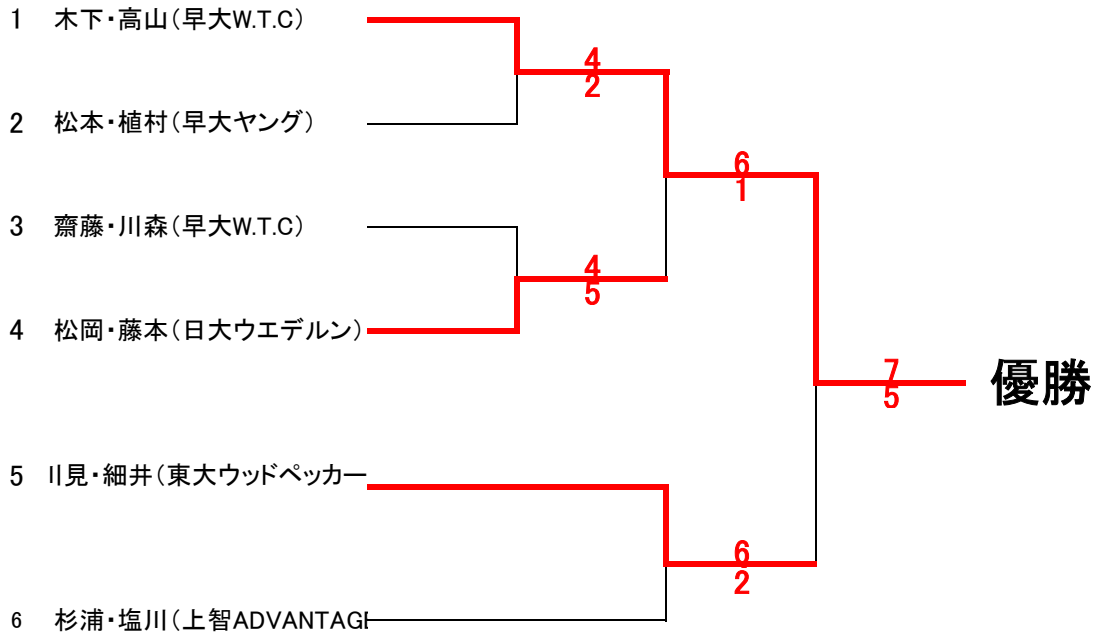 1 木下・高山(早大W.T.C)
4
2
2 松本・植村(早大ヤング)
6
1
3 齋藤・川森(早大W.T.C)
4
5
4 松岡・藤本(日大ウエデルン)
7
5
優勝
5 川見・細井(東大ウッドペッカー
6
2
6 杉浦・塩川(上智ADVANTAG